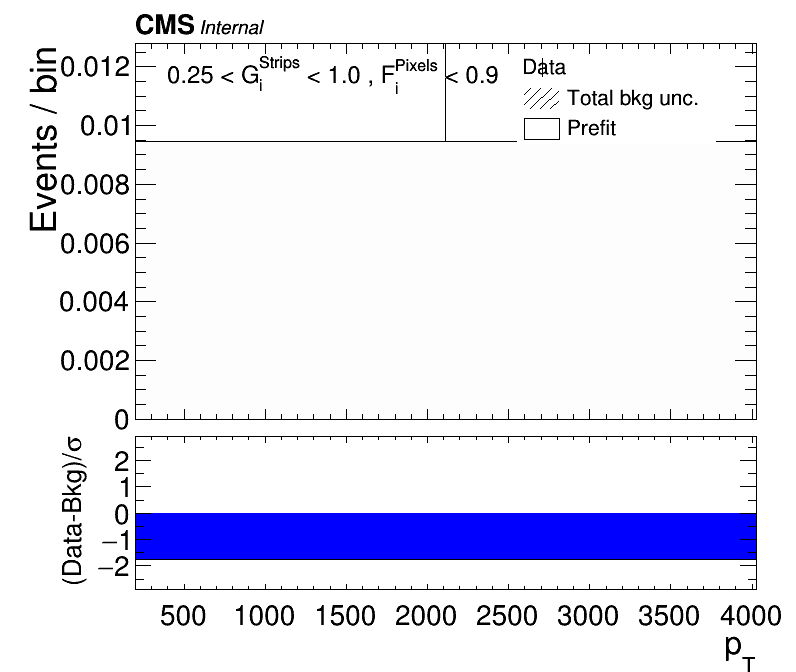 CMS Internal
0.25 < G_i^Strips < 1.0 , F_i^Pixels < 0.9
Data
Total bkg unc.
Prefit
Events / bin
0.012
0.01
0.008
0.006
0.004
0.002
0
(Data-Bkg)/σ
2
1
0
−1
−2
500 1000 1500 2000 2500 3000 3500 4000
p_T